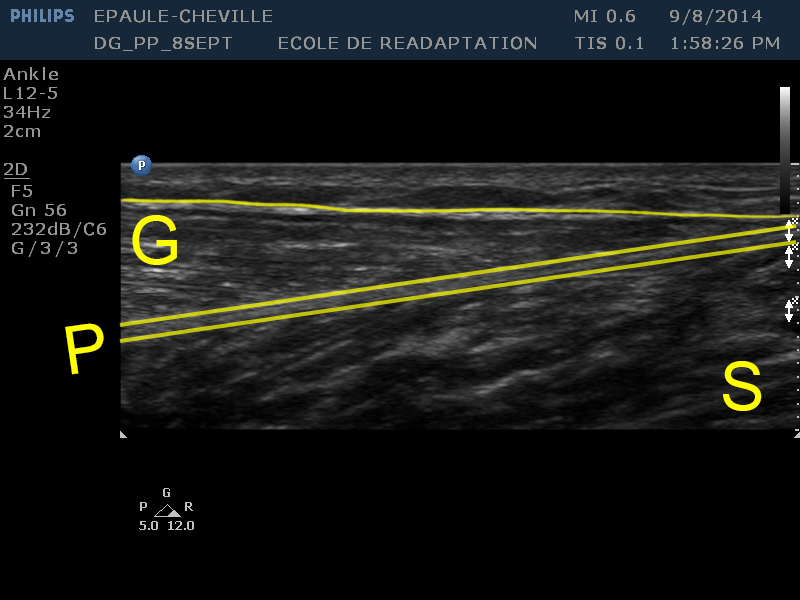 PHILIPS EPAULE-CHEVILLE MI 0.6 9/8/2014
DG_PP_8SEPT ECOLE DE READAPTATION TIS 0.1 1:58:26 PM
Ankle
L12-5
34Hz
2cm
2D
F5
Gn 56
232dB/C6
G/3/3
P
G
P
S
G
P R
5.0 12.0